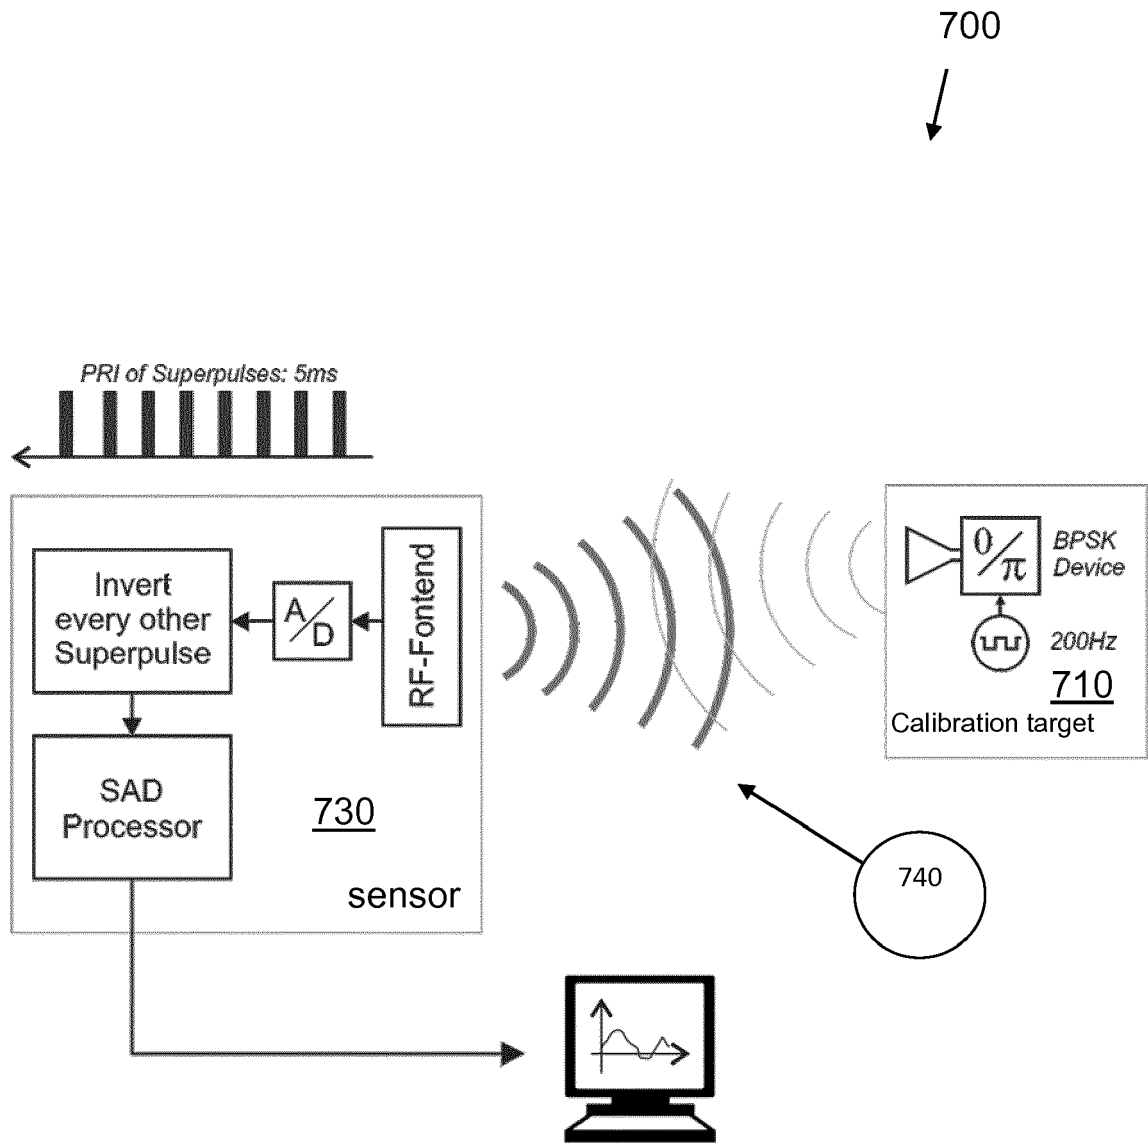 700
PRI of Superpulses: 5ms
Invert
every other
Superpulse
A/D
RF-Fontend
SAD
Processor
730
sensor
0/π
BPSK
Device
200Hz
710
Calibration target
740